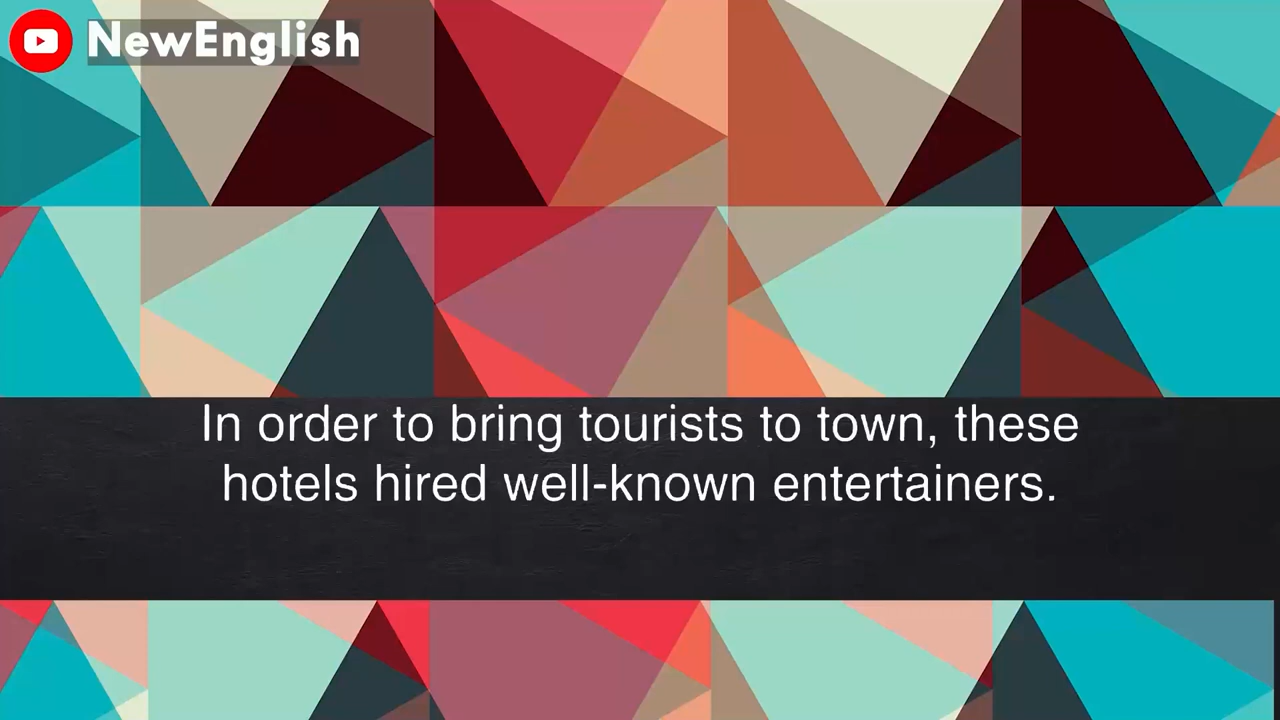 NewEnglish
In order to bring tourists to town, these
hotels hired well-known entertainers.